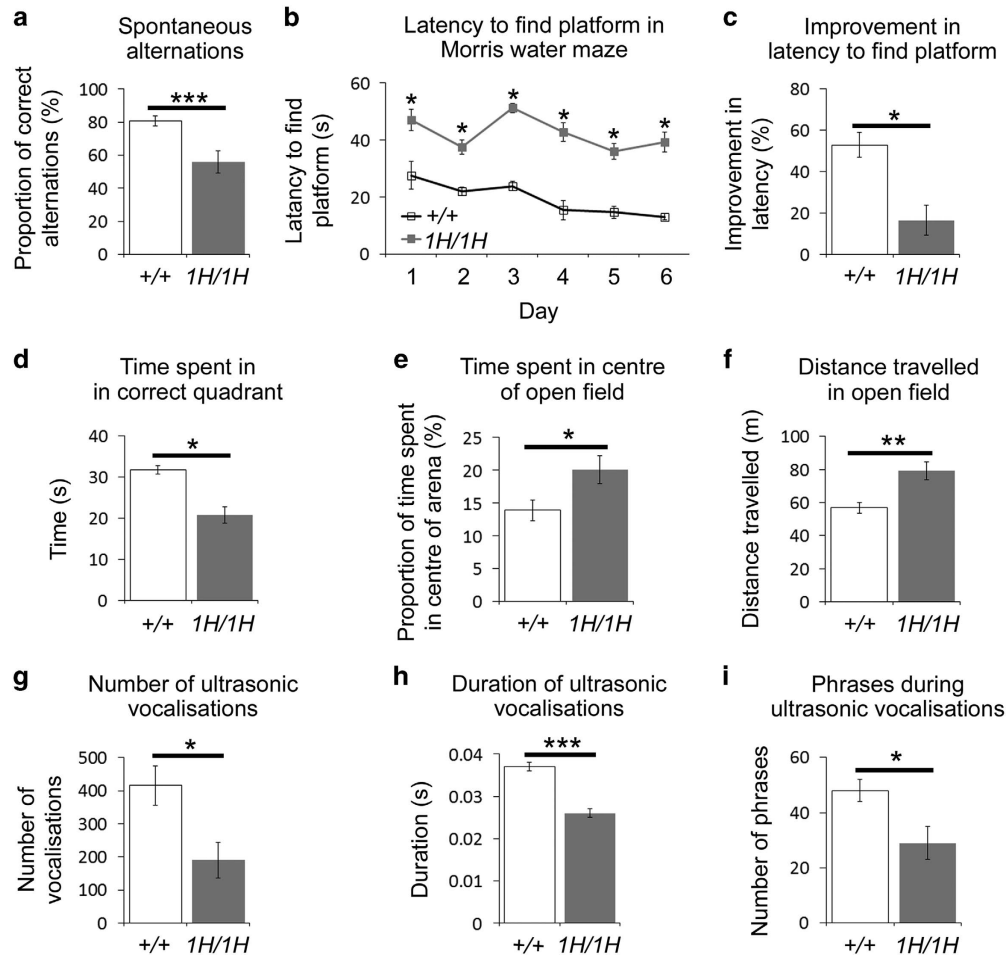 a
Spontaneous
alternations
Proportion of correct
alternations (%)
100
80
60
40
20
0
***
+/+ 1H/1H
b
Latency to find platform in
Morris water maze
Latancy to find
platform (s)
60
40
20
0
* * * * * *
+/+
1H/1H
1 2 3 4 5 6
Day
c
Improvement in
latency to find platform
Improvement in
latency (%)
80
60
40
20
0
*
+/+ 1H/1H
d
Time spent in
in correct quadrant
Time (s)
40
30
20
10
0
*
+/+ 1H/1H
e
Time spent in centre
of open field
Proportion of time spent
in centre of arena (%)
25
20
15
10
5
0
*
+/+ 1H/1H
f
Distance travelled
in open field
Distance travelled (m)
100
80
60
40
20
0
**
+/+ 1H/1H
g
Number of ultrasonic
vocalisations
Number of
vocalisations
500
400
300
200
100
0
*
+/+ 1H/1H
h
Duration of ultrasonic
vocalisations
Duration (s)
0.04
0.03
0.02
0.01
0
***
+/+ 1H/1H
i
Phrases during
ultrasonic vocalisations
Number of phrases
60
40
20
0
*
+/+ 1H/1H